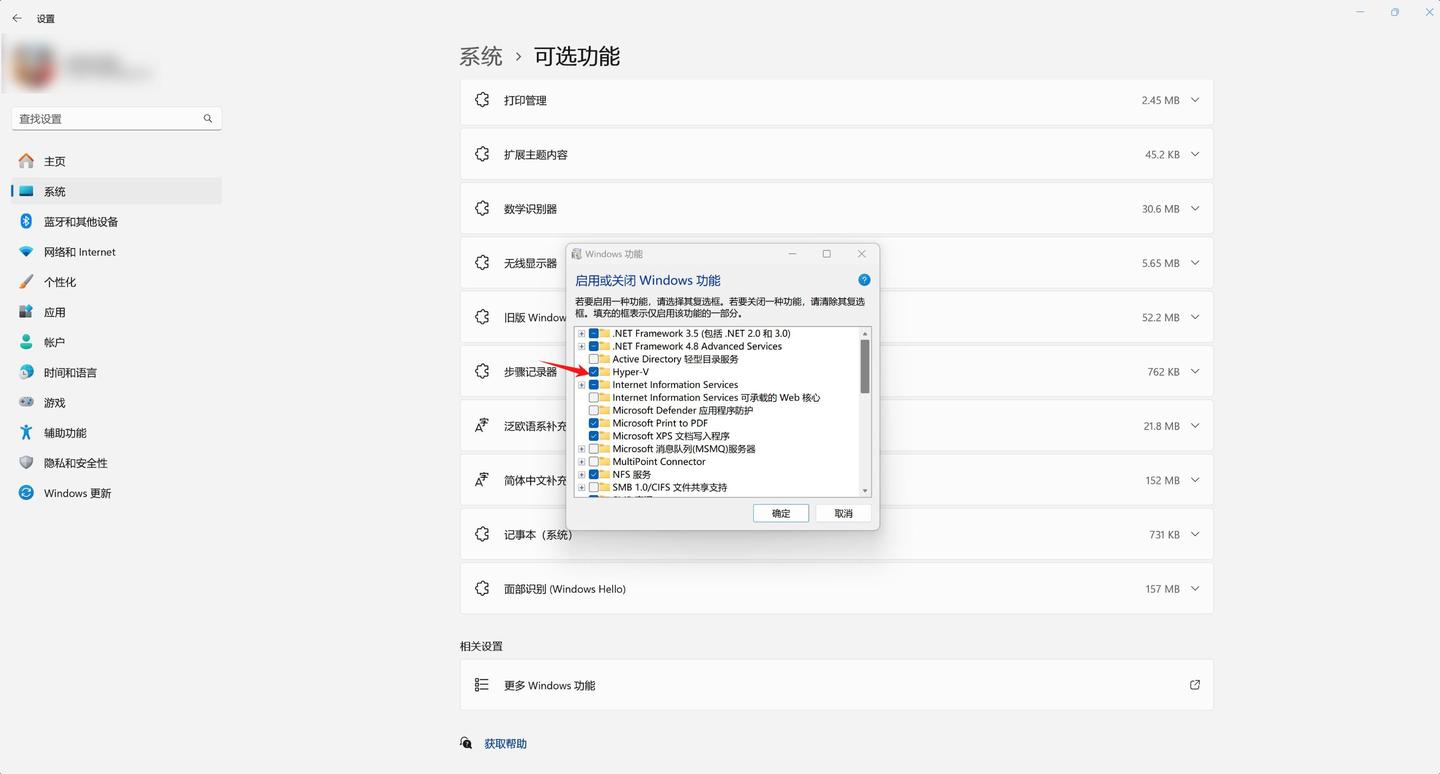 设置
查找设置
主页
系统
蓝牙和其他设备
网络和 Internet
个性化
应用
帐户
时间和语言
游戏
辅助功能
隐私和安全性
Windows 更新
系统 › 可选功能
打印管理 2.45 MB
扩展主题内容 45.2 KB
数学识别器 30.6 MB
无线显示器 5.65 MB
旧版 Window 52.2 MB
步骤记录器 762 KB
泛欧语系补充 21.8 MB
简体中文补充 152 MB
记事本（系统） 731 KB
面部识别 (Windows Hello) 157 MB
相关设置
更多 Windows 功能
获取帮助
Windows 功能
启用或关闭 Windows 功能
若要启用一种功能，请选择其复选框。若要关闭一种功能，请清除其复选
框。填充的框表示仅启用该功能的一部分。
.NET Framework 3.5 (包括 .NET 2.0 和 3.0)
.NET Framework 4.8 Advanced Services
Active Directory 轻型目录服务
Hyper-V
Internet Information Services
Internet Information Services 可承载的 Web 核心
Microsoft Defender 应用程序防护
Microsoft Print to PDF
Microsoft XPS 文档写入程序
Microsoft 消息队列(MSMQ)服务器
MultiPoint Connector
NFS 服务
SMB 1.0/CIFS 文件共享支持
确定 取消